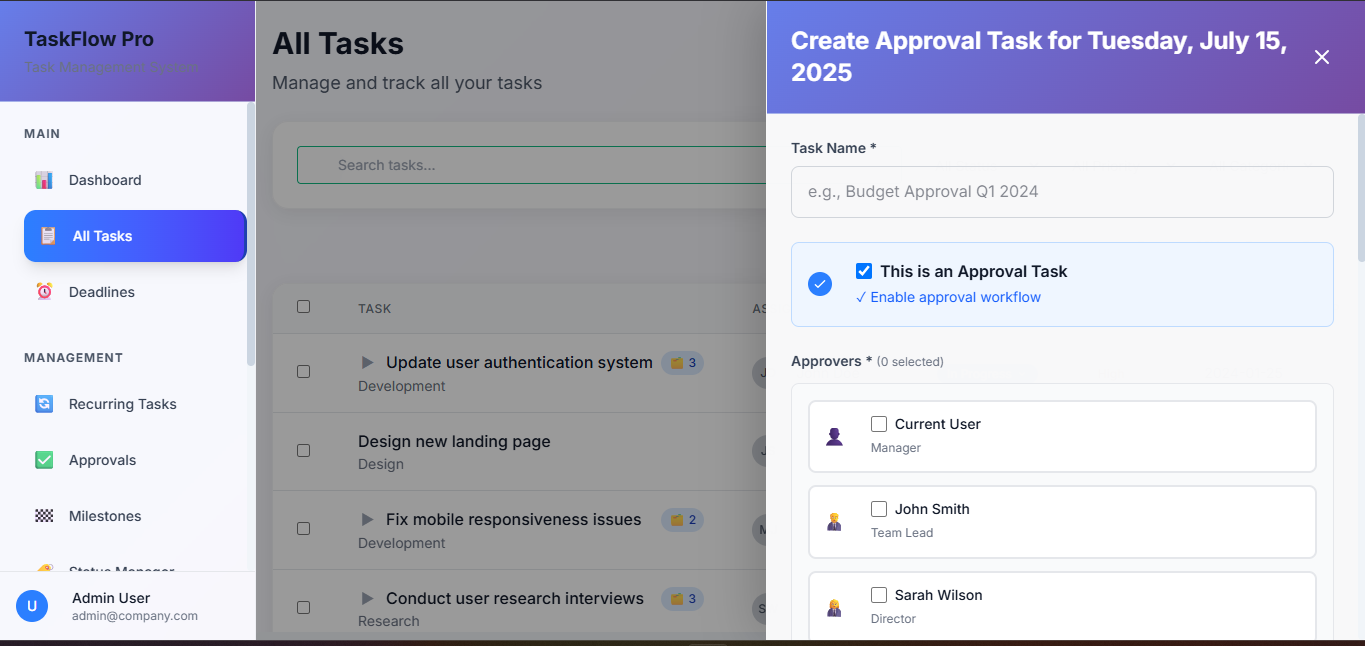 TaskFlow Pro
Task Management System
MAIN
Dashboard
All Tasks
Deadlines
MANAGEMENT
Recurring Tasks
Approvals
Milestones
Status Manager
U
Admin User
admin@company.com
All Tasks
Manage and track all your tasks
Search tasks...
TASK
Update user authentication system 3
Development
Design new landing page
Design
Fix mobile responsiveness issues 2
Development
Conduct user research interviews 3
Research
Create Approval Task for Tuesday, July 15,
2025
Task Name *
e.g., Budget Approval Q1 2024
This is an Approval Task
✓ Enable approval workflow
Approvers * (0 selected)
Current User
Manager
John Smith
Team Lead
Sarah Wilson
Director